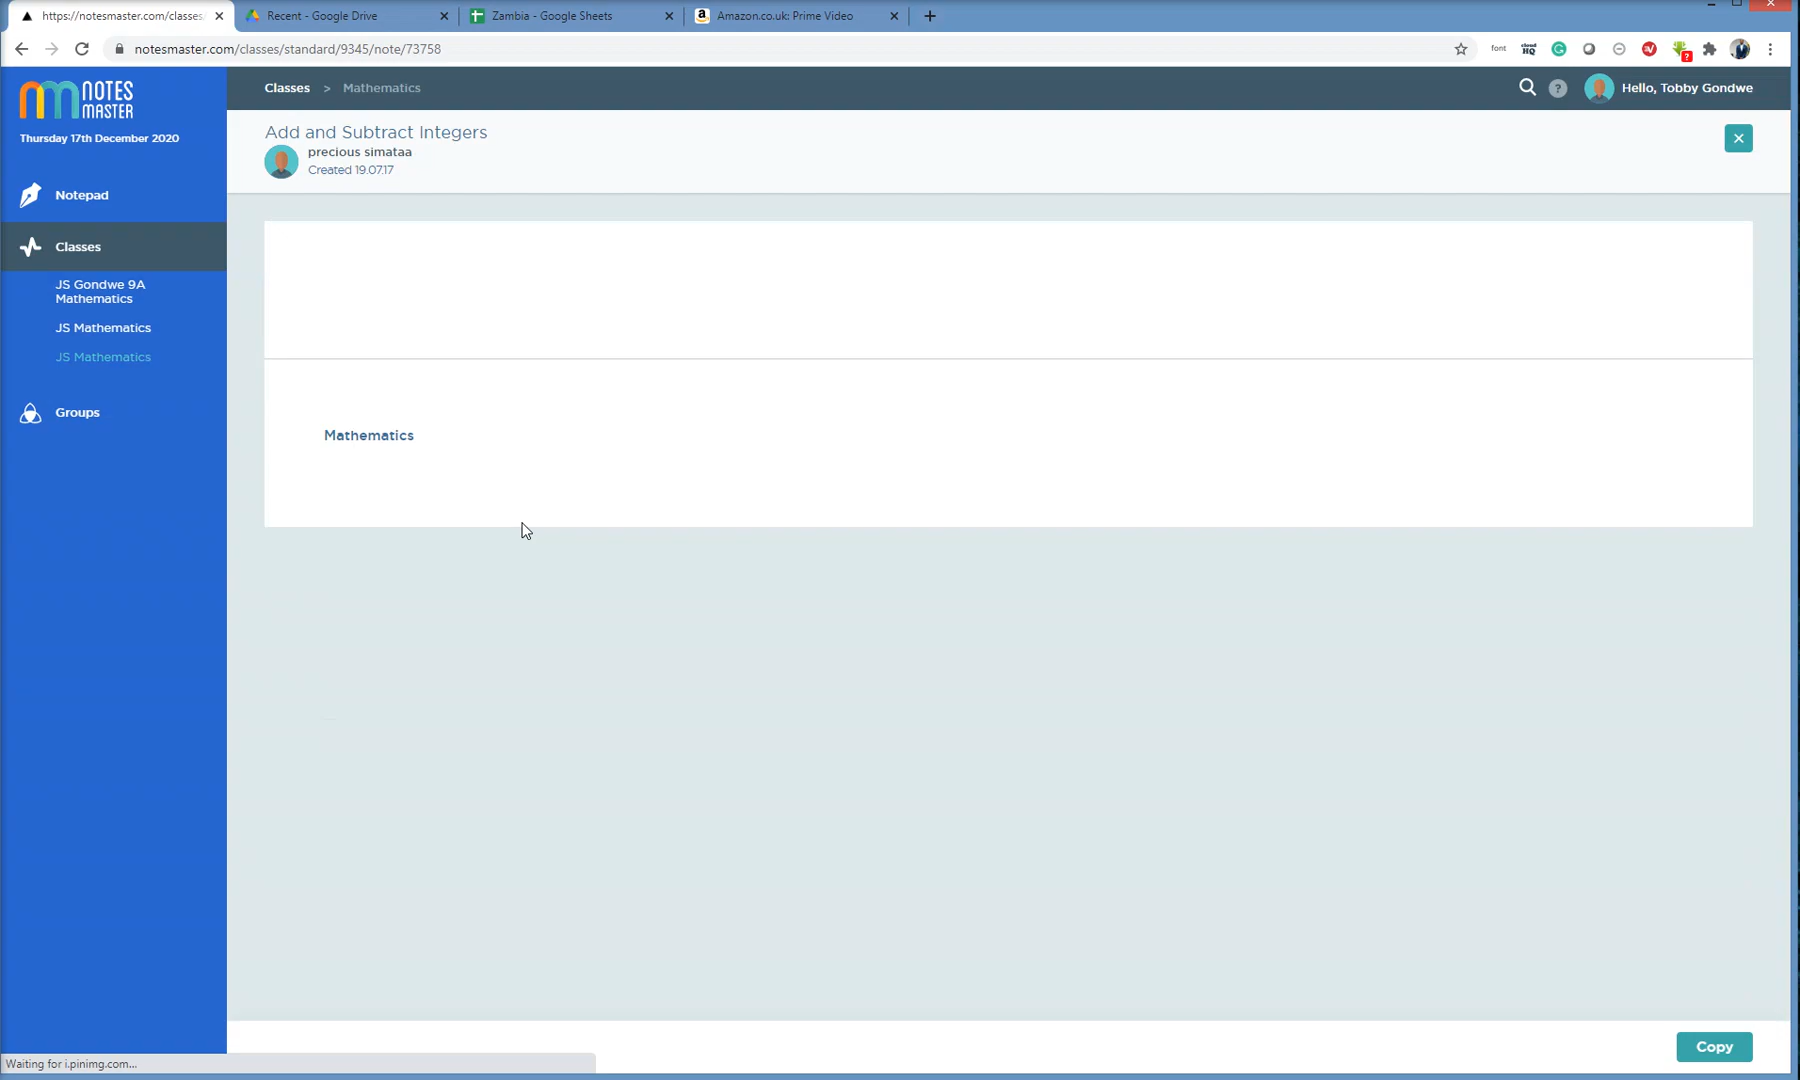 https://notesmaster.com/classes.
Recent - Google Drive
Zambia - Google Sheets
Amazon.co.uk: Prime Video
notesmaster.com/classes/standard/9345/note/73758
font
cloud
HQ
NOTES
MASTER
Thursday 17th December 2020
Classes > Mathematics
?
Hello, Tobby Gondwe
Add and Subtract Integers
precious simataa
Created 19.07.17
Notepad
Classes
JS Gondwe 9A
Mathematics
JS Mathematics
JS Mathematics
Groups
Mathematics
Copy
Waiting for i.pinimg.com...